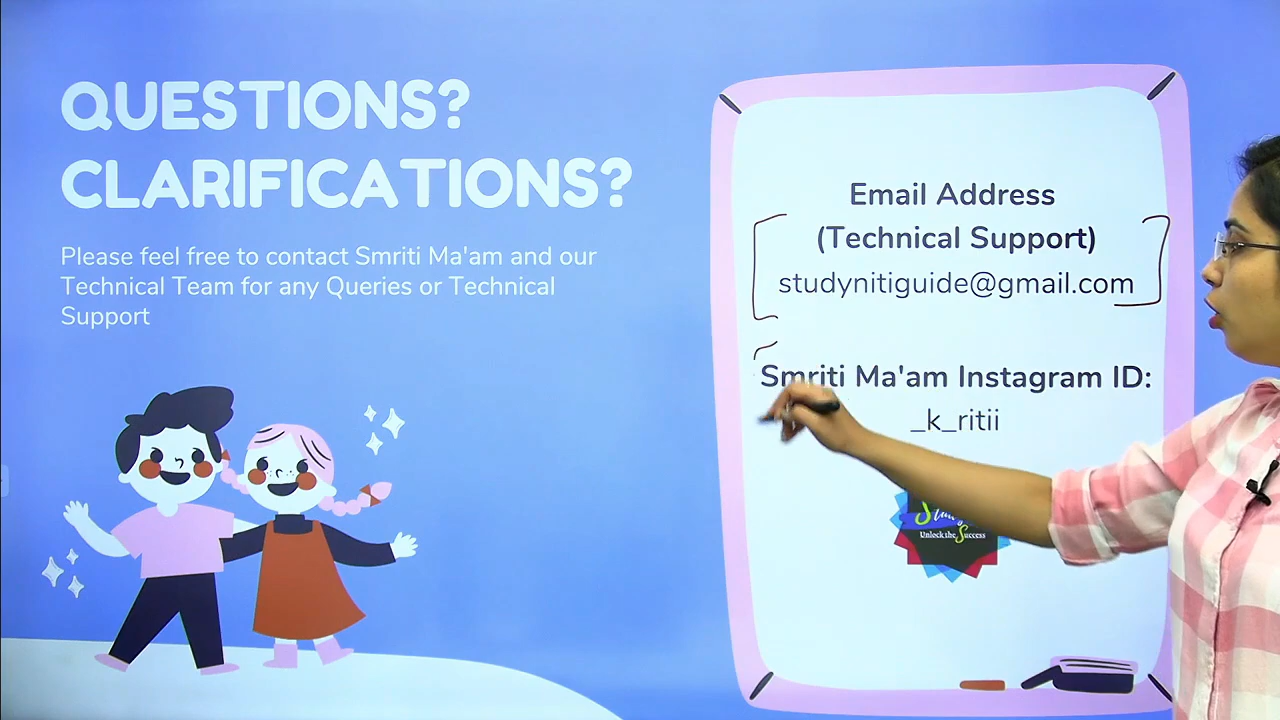 QUESTIONS?
CLARIFICATIONS?
Please feel free to contact Smriti Ma'am and our
Technical Team for any Queries or Technical
Support
Email Address
(Technical Support)
studynitiguide@gmail.com
Smriti Ma'am Instagram ID:
_k_ritii
Unlock the Success